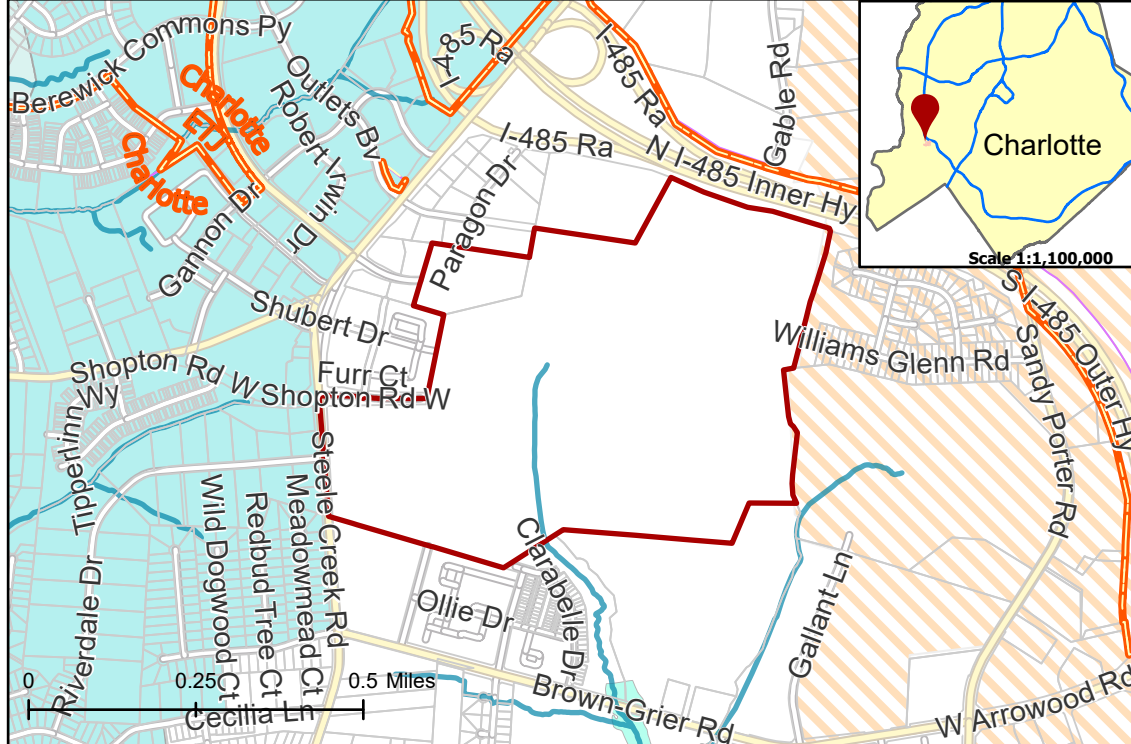 Berewick Commons Py
I-485 Ra
I-485 Ra
Gable Rd
Charlotte
ETJ
Charlotte
Outlets Bv
Robert Irwin Dr
I-485 Ra
N I-485 Inner Hy
Charlotte
Scale 1:1,100,000
Gannon Dr
Paragon Dr
S I-485 Outer Hy
Shubert Dr
Williams Glenn Rd
Sandy Porter Rd
Shopton Rd W
Furr Ct
Shopton Rd W
Tipperlinn Wy
Steele Creek Rd
Meadowmead Ct
Redbud Tree Ct
Wild Dogwood Ct
Riverdale Dr
Clarabelle Dr
Ollie Dr
Gallant Ln
Brown-Grier Rd
W Arrowood Rd
0 0.25 0.5 Miles
Cecilia Ln